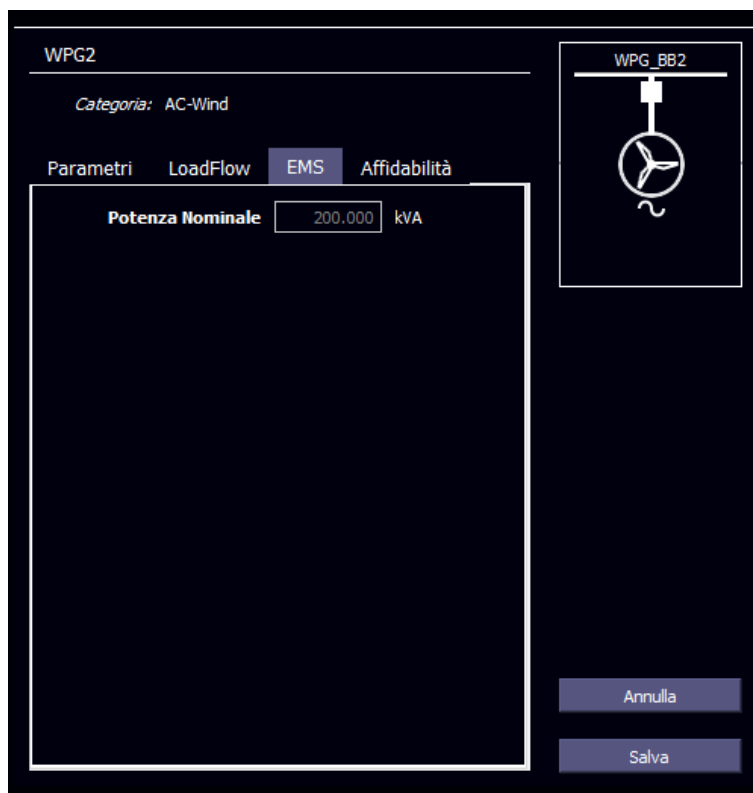 WPG2
Categoria: AC-Wind
Parametri LoadFlow EMS Affidabilità
Potenza Nominale 200.000 kVA
WPG_BB2
Annulla
Salva